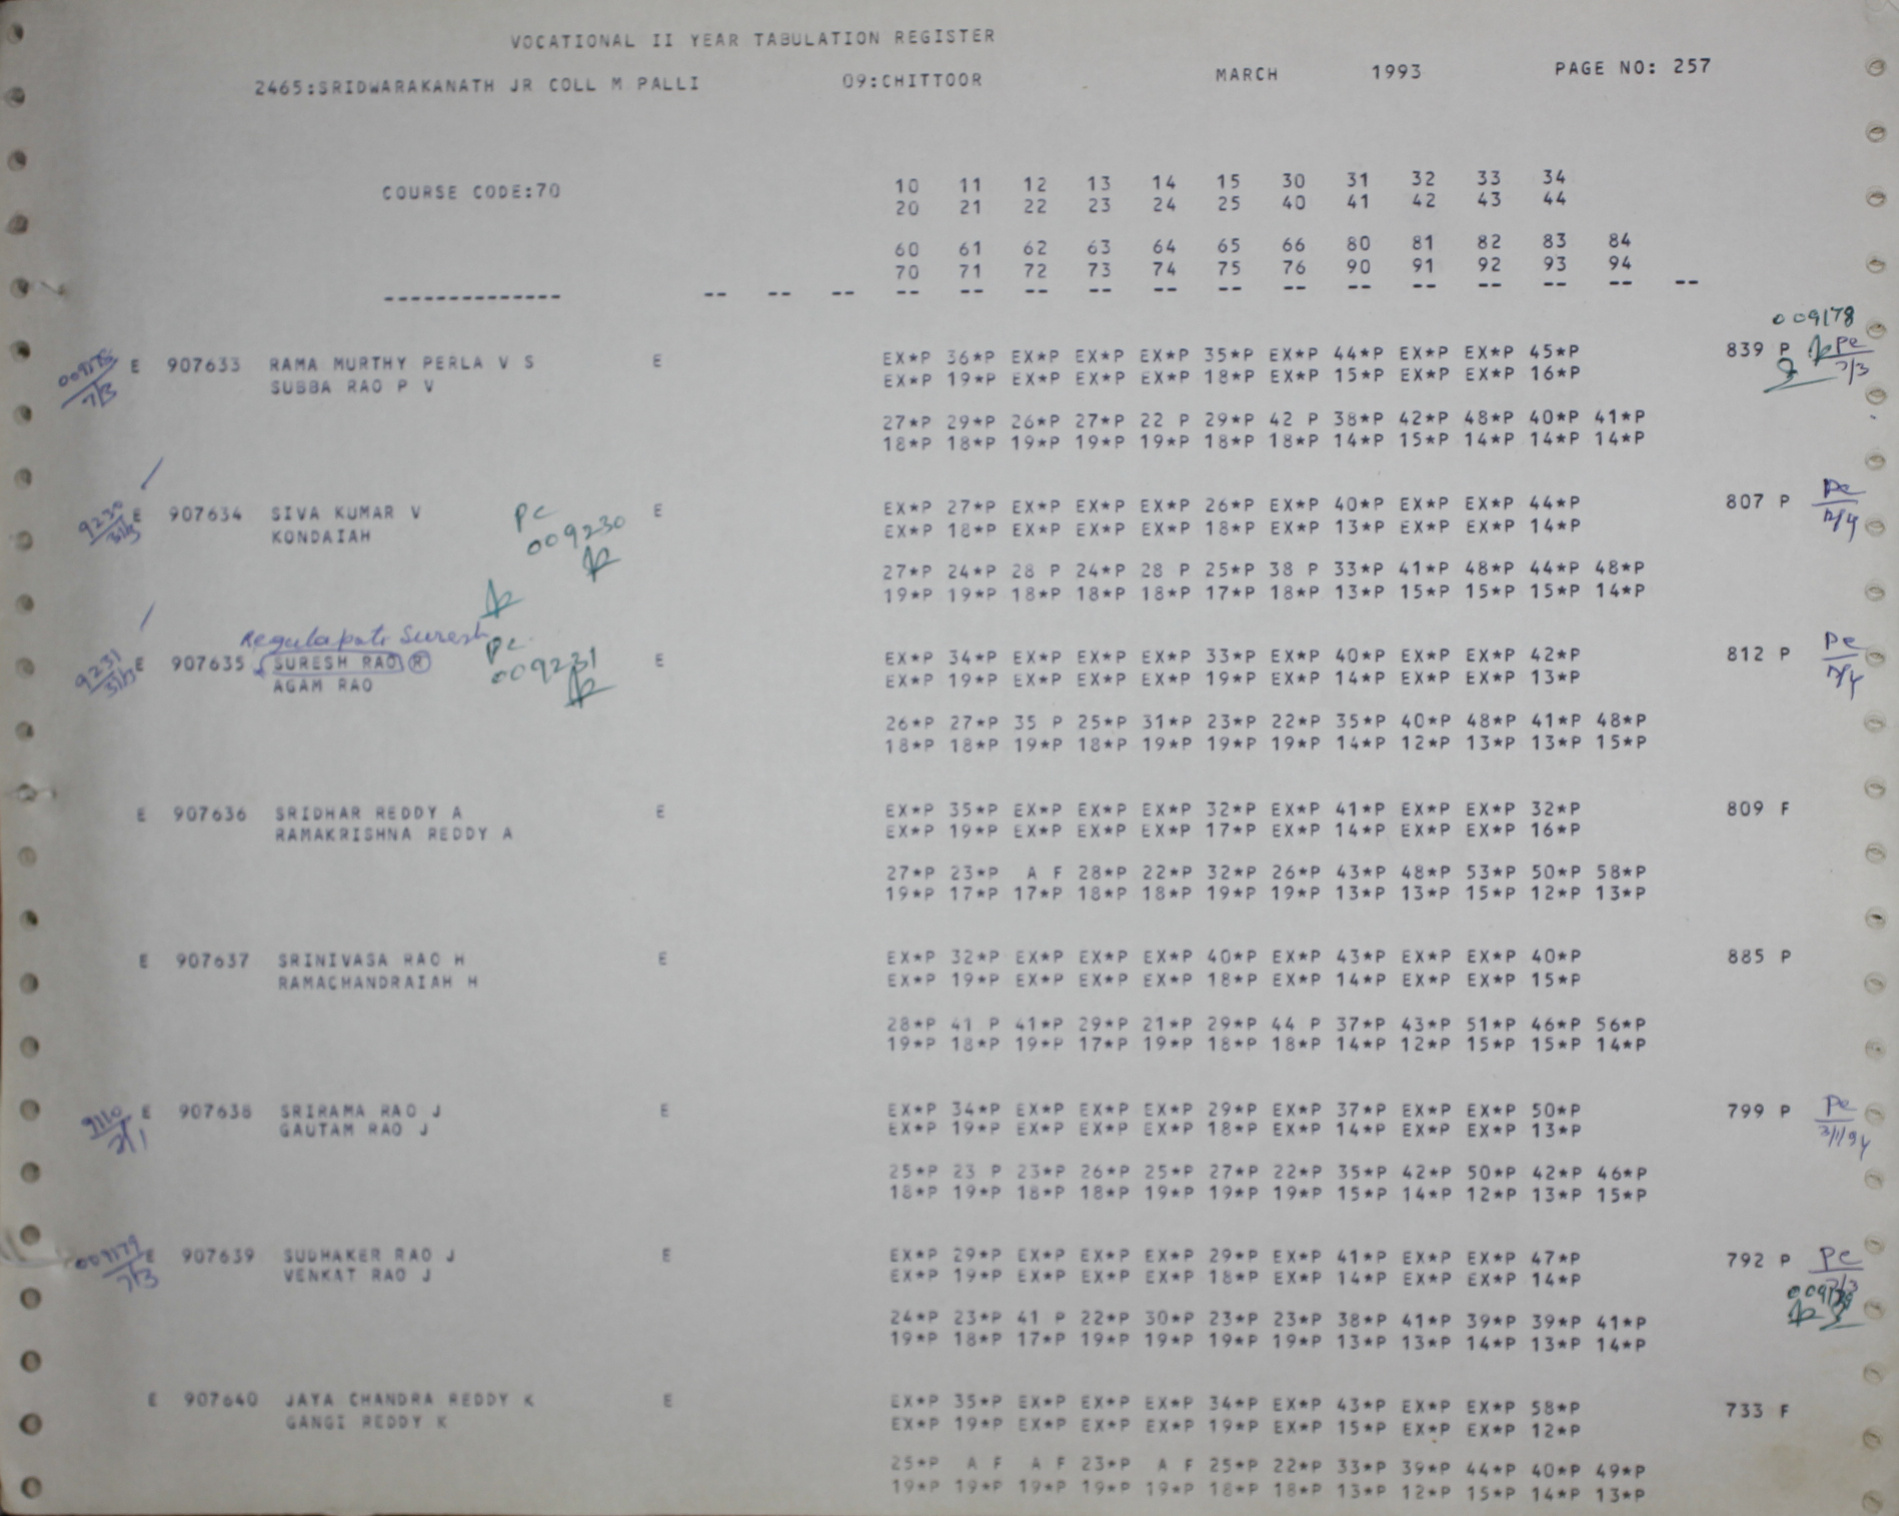 VOCATIONAL II YEAR TABULATION REGISTER
2465:SRIDWARAKANATH JR COLL M PALLI 09:CHITTOOR MARCH 1993 PAGE NO: 257
COURSE CODE:70 10 11 12 13 14 15 30 31 32 33 34
20 21 22 23 24 25 40 41 42 43 44
60 61 62 63 64 65 66 80 81 82 83 84
70 71 72 73 74 75 76 90 91 92 93 94
-------------- -- -- -- -- -- -- -- -- -- -- -- -- -- -- -- --
009178
E 907633 RAMA MURTHY PERLA V S E EX*P 36*P EX*P EX*P EX*P 35*P EX*P 44*P EX*P EX*P 45*P 839 P pc
7/3 SUBBA RAO P V EX*P 19*P EX*P EX*P EX*P 18*P EX*P 15*P EX*P EX*P 16*P 7/3
27*P 29*P 26*P 27*P 22 P 29*P 42 P 38*P 42*P 48*P 40*P 41*P
18*P 18*P 19*P 19*P 19*P 18*P 18*P 14*P 15*P 14*P 14*P 14*P
9230 E 907634 SIVA KUMAR V pc E EX*P 27*P EX*P EX*P EX*P 26*P EX*P 40*P EX*P EX*P 44*P 807 P pc
KONDAIAH 009230 EX*P 18*P EX*P EX*P EX*P 18*P EX*P 13*P EX*P EX*P 14*P
27*P 24*P 28 P 24*P 28 P 25*P 38 P 33*P 41*P 48*P 44*P 48*P
19*P 19*P 18*P 18*P 18*P 17*P 18*P 13*P 15*P 15*P 15*P 14*P
Regulapati Suresh pc
9231 E 907635 SURESH RAO R 009231 E EX*P 34*P EX*P EX*P EX*P 33*P EX*P 40*P EX*P EX*P 42*P 812 P pc
AGAM RAO EX*P 19*P EX*P EX*P EX*P 19*P EX*P 14*P EX*P EX*P 13*P
26*P 27*P 35 P 25*P 31*P 23*P 22*P 35*P 40*P 48*P 41*P 48*P
18*P 18*P 19*P 18*P 19*P 19*P 19*P 14*P 12*P 13*P 13*P 15*P
E 907636 SRIDHAR REDDY A E EX*P 35*P EX*P EX*P EX*P 32*P EX*P 41*P EX*P EX*P 32*P 809 F
RAMAKRISHNA REDDY A EX*P 19*P EX*P EX*P EX*P 17*P EX*P 14*P EX*P EX*P 16*P
27*P 23*P A F 28*P 22*P 32*P 26*P 43*P 48*P 53*P 50*P 58*P
19*P 17*P 17*P 18*P 18*P 19*P 19*P 13*P 13*P 15*P 12*P 13*P
E 907637 SRINIVASA RAO H E EX*P 32*P EX*P EX*P EX*P 40*P EX*P 43*P EX*P EX*P 40*P 885 P
RAMACHANDRAIAH H EX*P 19*P EX*P EX*P EX*P 18*P EX*P 14*P EX*P EX*P 15*P
28*P 41 P 41*P 29*P 21*P 29*P 44 P 37*P 43*P 51*P 46*P 56*P
19*P 18*P 19*P 17*P 19*P 18*P 18*P 14*P 12*P 15*P 15*P 14*P
9110 E 907638 SRIRAMA RAO J E EX*P 34*P EX*P EX*P EX*P 29*P EX*P 37*P EX*P EX*P 50*P 799 P pc
GAUTAM RAO J EX*P 19*P EX*P EX*P EX*P 18*P EX*P 14*P EX*P EX*P 13*P
25*P 23 P 23*P 26*P 25*P 27*P 22*P 35*P 42*P 50*P 42*P 46*P
18*P 19*P 18*P 18*P 19*P 19*P 19*P 15*P 14*P 12*P 13*P 15*P
009179 E 907639 SUDHAKER RAO J E EX*P 29*P EX*P EX*P EX*P 29*P EX*P 41*P EX*P EX*P 47*P 792 P pc
7/3 VENKAT RAO J EX*P 19*P EX*P EX*P EX*P 18*P EX*P 14*P EX*P EX*P 14*P
24*P 23*P 41 P 22*P 30*P 23*P 23*P 38*P 41*P 39*P 39*P 41*P
19*P 18*P 17*P 19*P 19*P 19*P 19*P 13*P 13*P 14*P 13*P 14*P
E 907640 JAYA CHANDRA REDDY K E EX*P 35*P EX*P EX*P EX*P 34*P EX*P 43*P EX*P EX*P 58*P 733 F
GANGI REDDY K EX*P 19*P EX*P EX*P EX*P 19*P EX*P 15*P EX*P EX*P 12*P
25*P A F A F 23*P A F 25*P 22*P 33*P 39*P 44*P 40*P 49*P
19*P 19*P 19*P 19*P 19*P 18*P 18*P 13*P 12*P 15*P 14*P 13*P